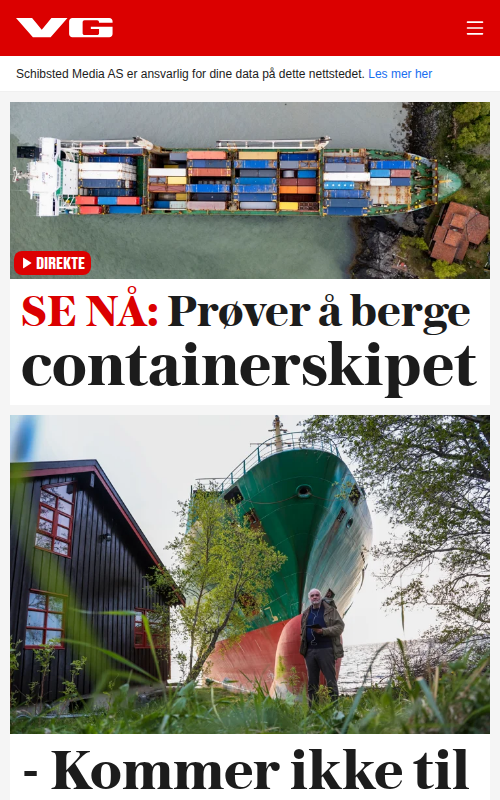 VG
Schibsted Media AS er ansvarlig for dine data på dette nettstedet. Les mer her
DIREKTE
SE NÅ: Prøver å berge
containerskipet
- Kommer ikke til